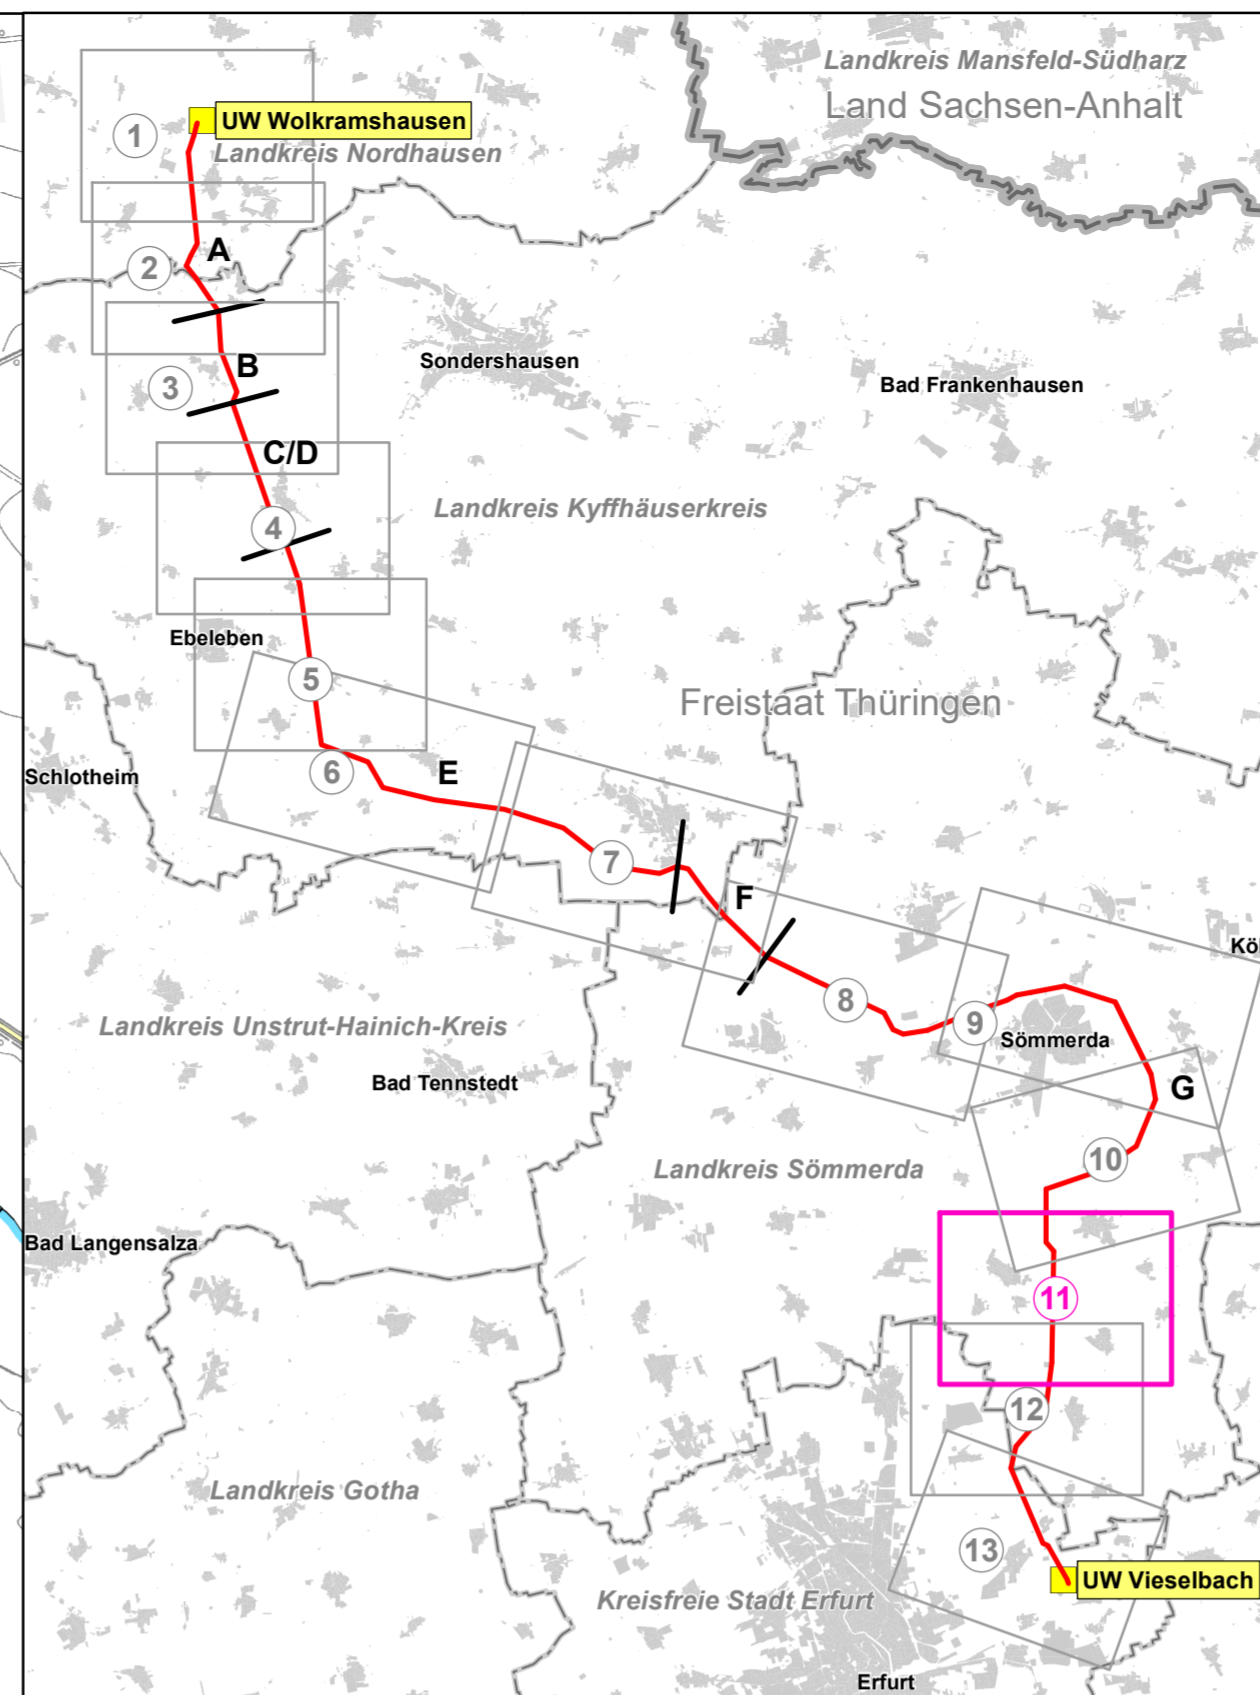 Landkreis Mansfeld-Südharz
Land Sachsen-Anhalt
1
UW Wolkramshausen
Landkreis Nordhausen
A
2
B
3
Sondershausen
Bad Frankenhausen
C/D
Landkreis Kyffhäuserkreis
4
Ebeleben
5
Freistaat Thüringen
Schlotheim
6
E
7
F
Kö
8
9
Sömmerda
Landkreis Unstrut-Hainich-Kreis
Bad Tennstedt
G
10
Landkreis Sömmerda
Bad Langensalza
11
12
Landkreis Gotha
13
UW Vieselbach
Kreisfreie Stadt Erfurt
Erfurt